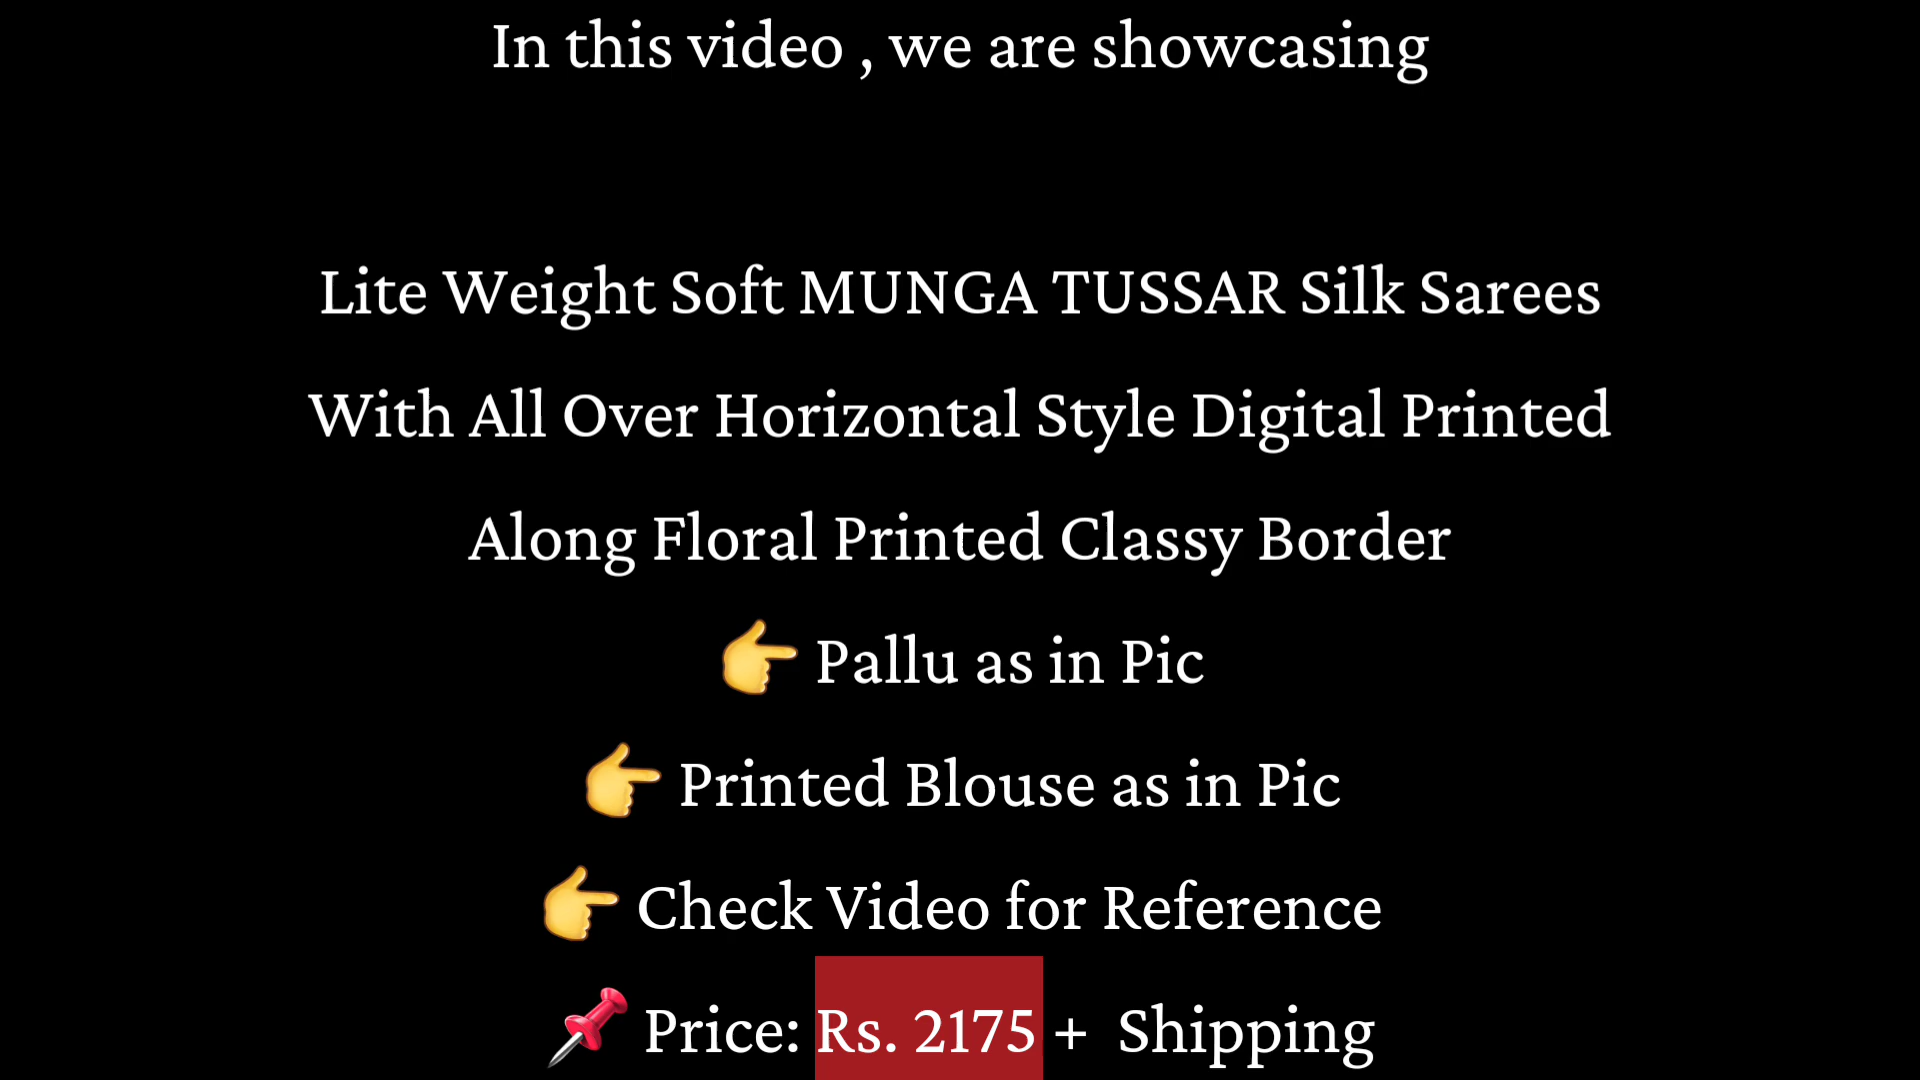 In this video , we are showcasing
Lite Weight Soft MUNGA TUSSAR Silk Sarees
With All Over Horizontal Style Digital Printed
Along Floral Printed Classy Border
👉 Pallu as in Pic
👉 Printed Blouse as in Pic
👉 Check Video for Reference
📌 Price: Rs. 2175 + Shipping